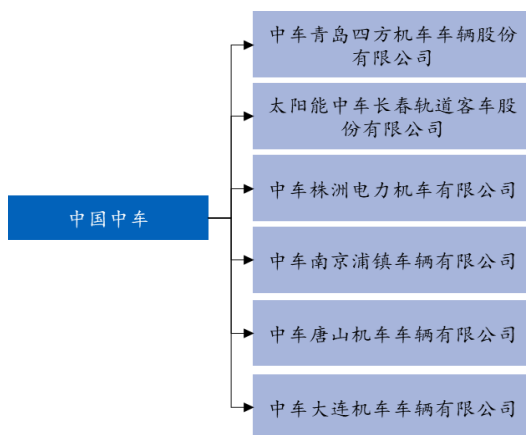 中车青岛四方机车车辆股份
有限公司
太阳能中车长春轨道客车股
份有限公司
中车株洲电力机车有限公司
中国中车
中车南京浦镇车辆有限公司
中车唐山机车车辆有限公司
中车大连机车车辆有限公司